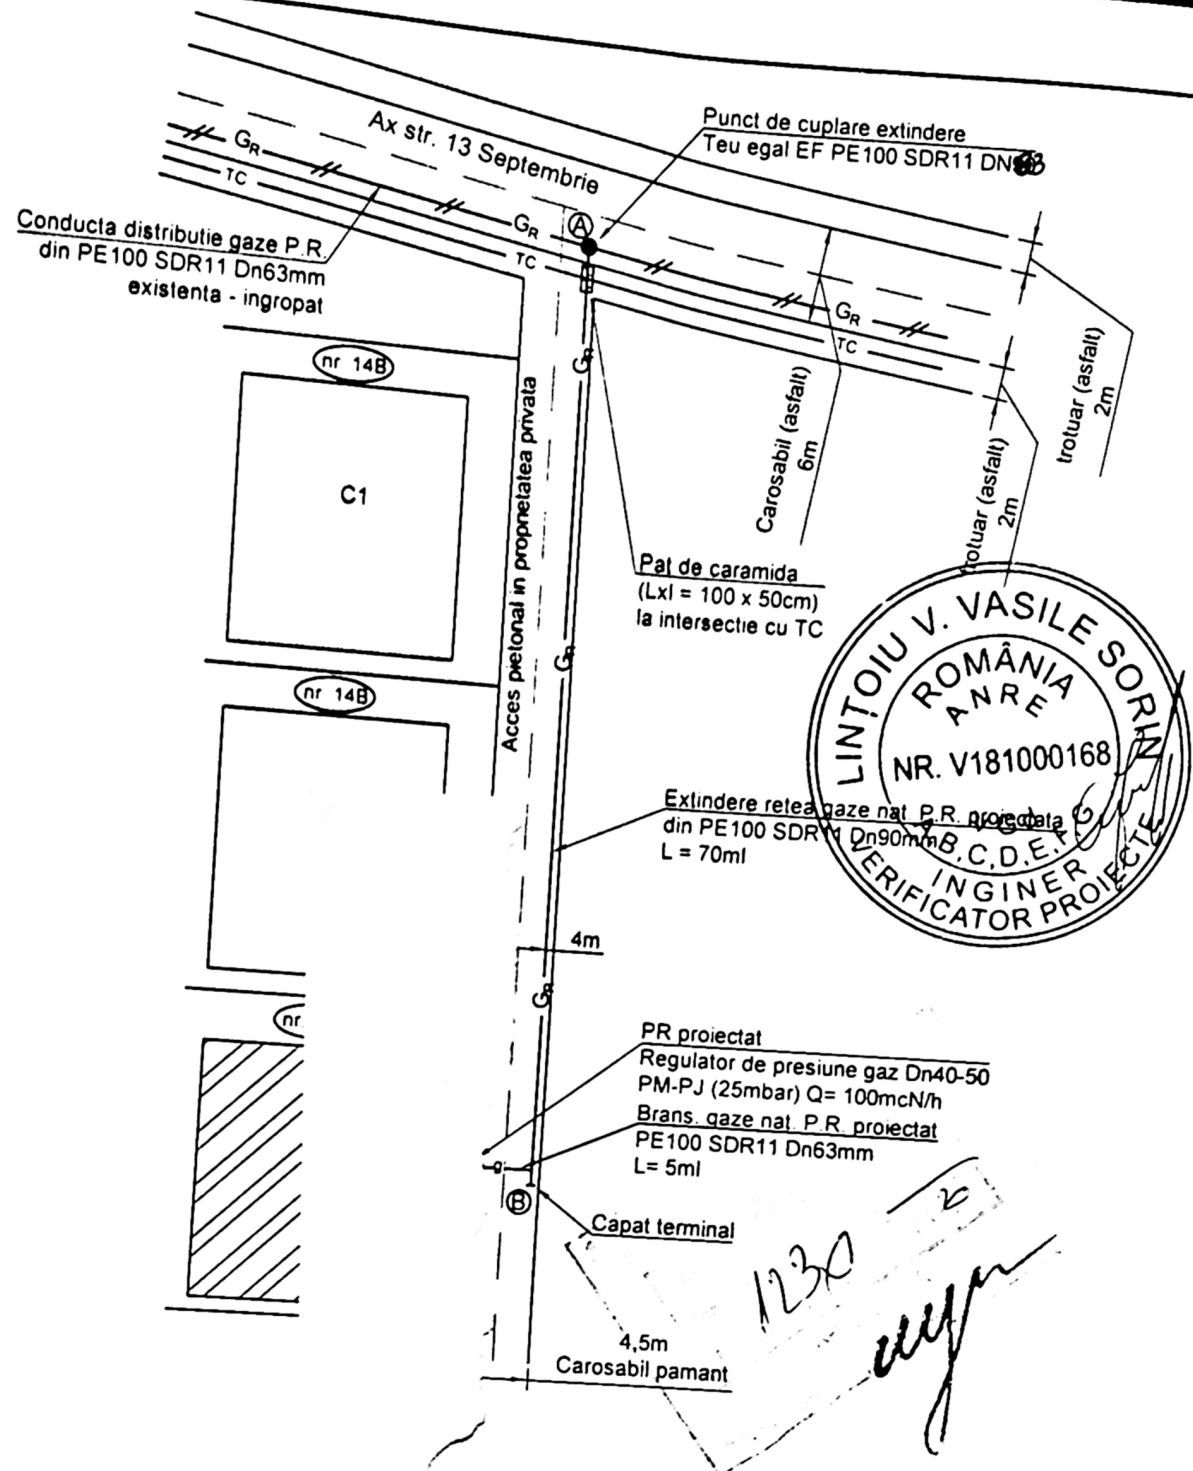 Ax str. 13 Septembrie
Punct de cuplare extindere
Teu egal EF PE100 SDR11 DN63
GR
TC
Conducta distributie gaze P.R.
din PE100 SDR11 Dn63mm
existenta - ingropat
GR
TC
A
GR
TC
GR
nr 14B
C1
Acces pietonal in proprietatea privata
Carosabil (asfalt)
6m
trotuar (asfalt)
2m
trotuar (asfalt)
2m
Pat de caramida
(Lxl = 100 x 50cm)
la intersectie cu TC
GR
nr 14B
LINȚOIU V. VASILE SORIN
ROMÂNIA
ANRE
NR. V181000168
A,B,C,D,E,
INGINER
VERIFICATOR PROIECTE
Extindere retea gaze nat. P.R. proiectata
din PE100 SDR11 Dn90mm
L = 70ml
4m
GR
nr
PR proiectat
Regulator de presiune gaz Dn40-50
PM-PJ (25mbar) Q= 100mcN/h
Brans. gaze nat. P.R. proiectat
PE100 SDR11 Dn63mm
L= 5ml
B
Capat terminal
4,5m
Carosabil pamant